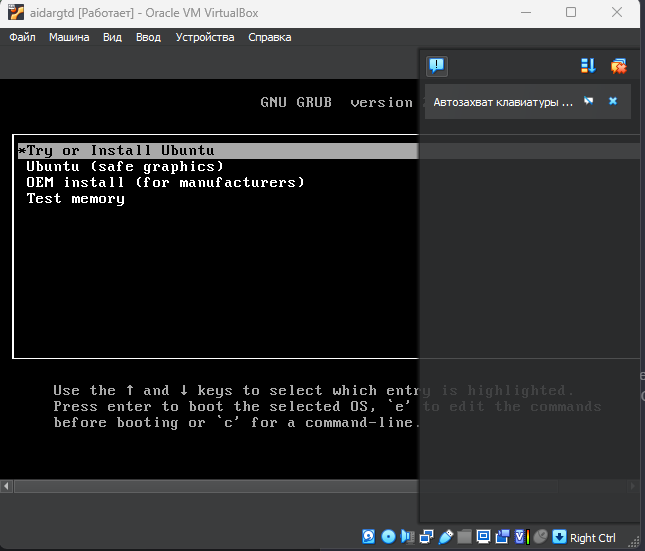 aidargtd [Работает] - Oracle VM VirtualBox
Файл Машина Вид Ввод Устройства Справка
GNU GRUB version
Автозахват клавиатуры ...
*Try or Install Ubuntu
Ubuntu (safe graphics)
OEM install (for manufacturers)
Test memory
Use the ↑ and ↓ keys to select which entry is highlighted.
Press enter to boot the selected OS, `e' to edit the commands
before booting or `c' for a command-line.
Right Ctrl